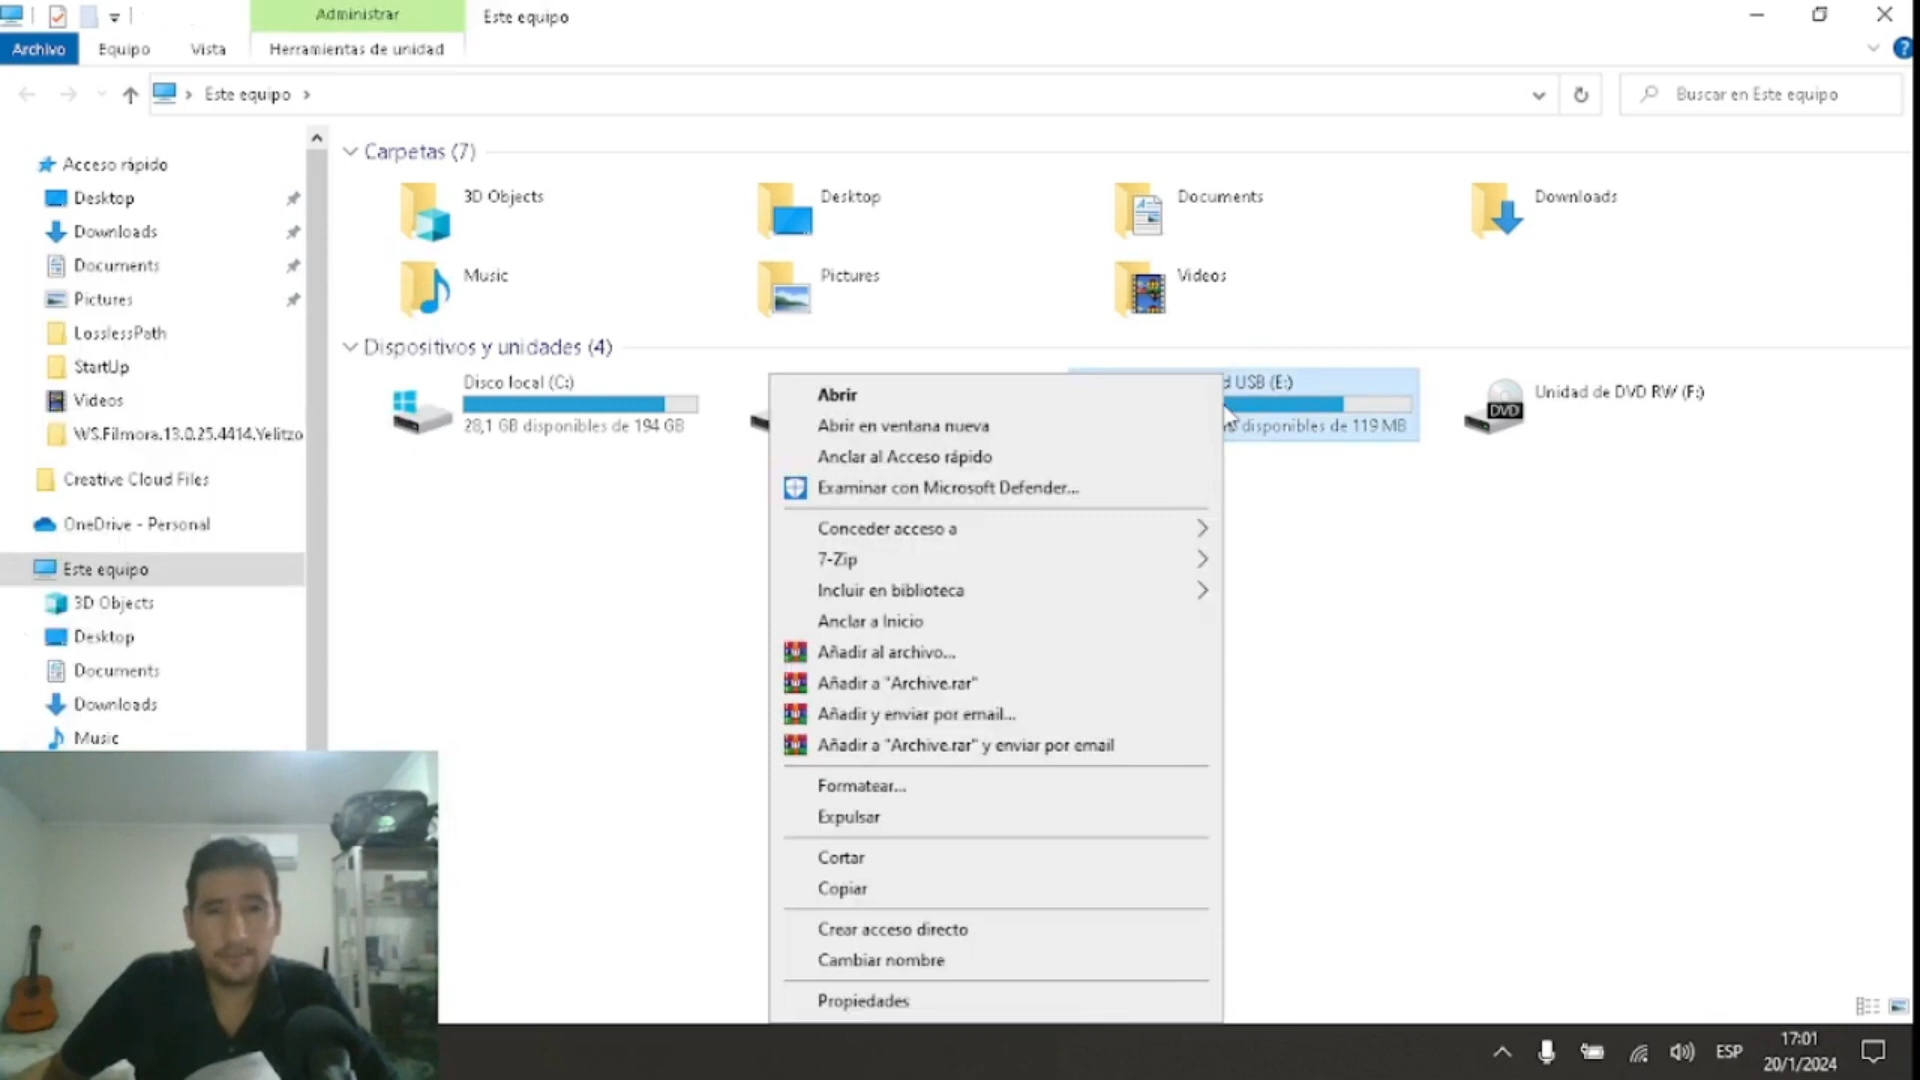 Administrar
Este equipo
Archivo
Equipo
Vista
Herramientas de unidad
?
Este equipo
Buscar en Este equipo
Acceso rápido
Desktop
Downloads
Documents
Pictures
LosslessPath
StartUp
Videos
WS.Filmora.13.0.25.4414.Yelitzo
Creative Cloud Files
OneDrive - Personal
Este equipo
3D Objects
Desktop
Documents
Downloads
Music
Carpetas (7)
3D Objects
Desktop
Documents
Downloads
Music
Pictures
Videos
Dispositivos y unidades (4)
Disco local (C:)
28,1 GB disponibles de 194 GB
d USB (E:)
disponibles de 119 MB
DVD
Unidad de DVD RW (F:)
Abrir
Abrir en ventana nueva
Anclar al Acceso rápido
Examinar con Microsoft Defender...
Conceder acceso a
7-Zip
Incluir en biblioteca
Anclar a Inicio
Añadir al archivo...
Añadir a "Archive.rar"
Añadir y enviar por email...
Añadir a "Archive.rar" y enviar por email
Formatear...
Expulsar
Cortar
Copiar
Crear acceso directo
Cambiar nombre
Propiedades
ESP
17:01
20/1/2024